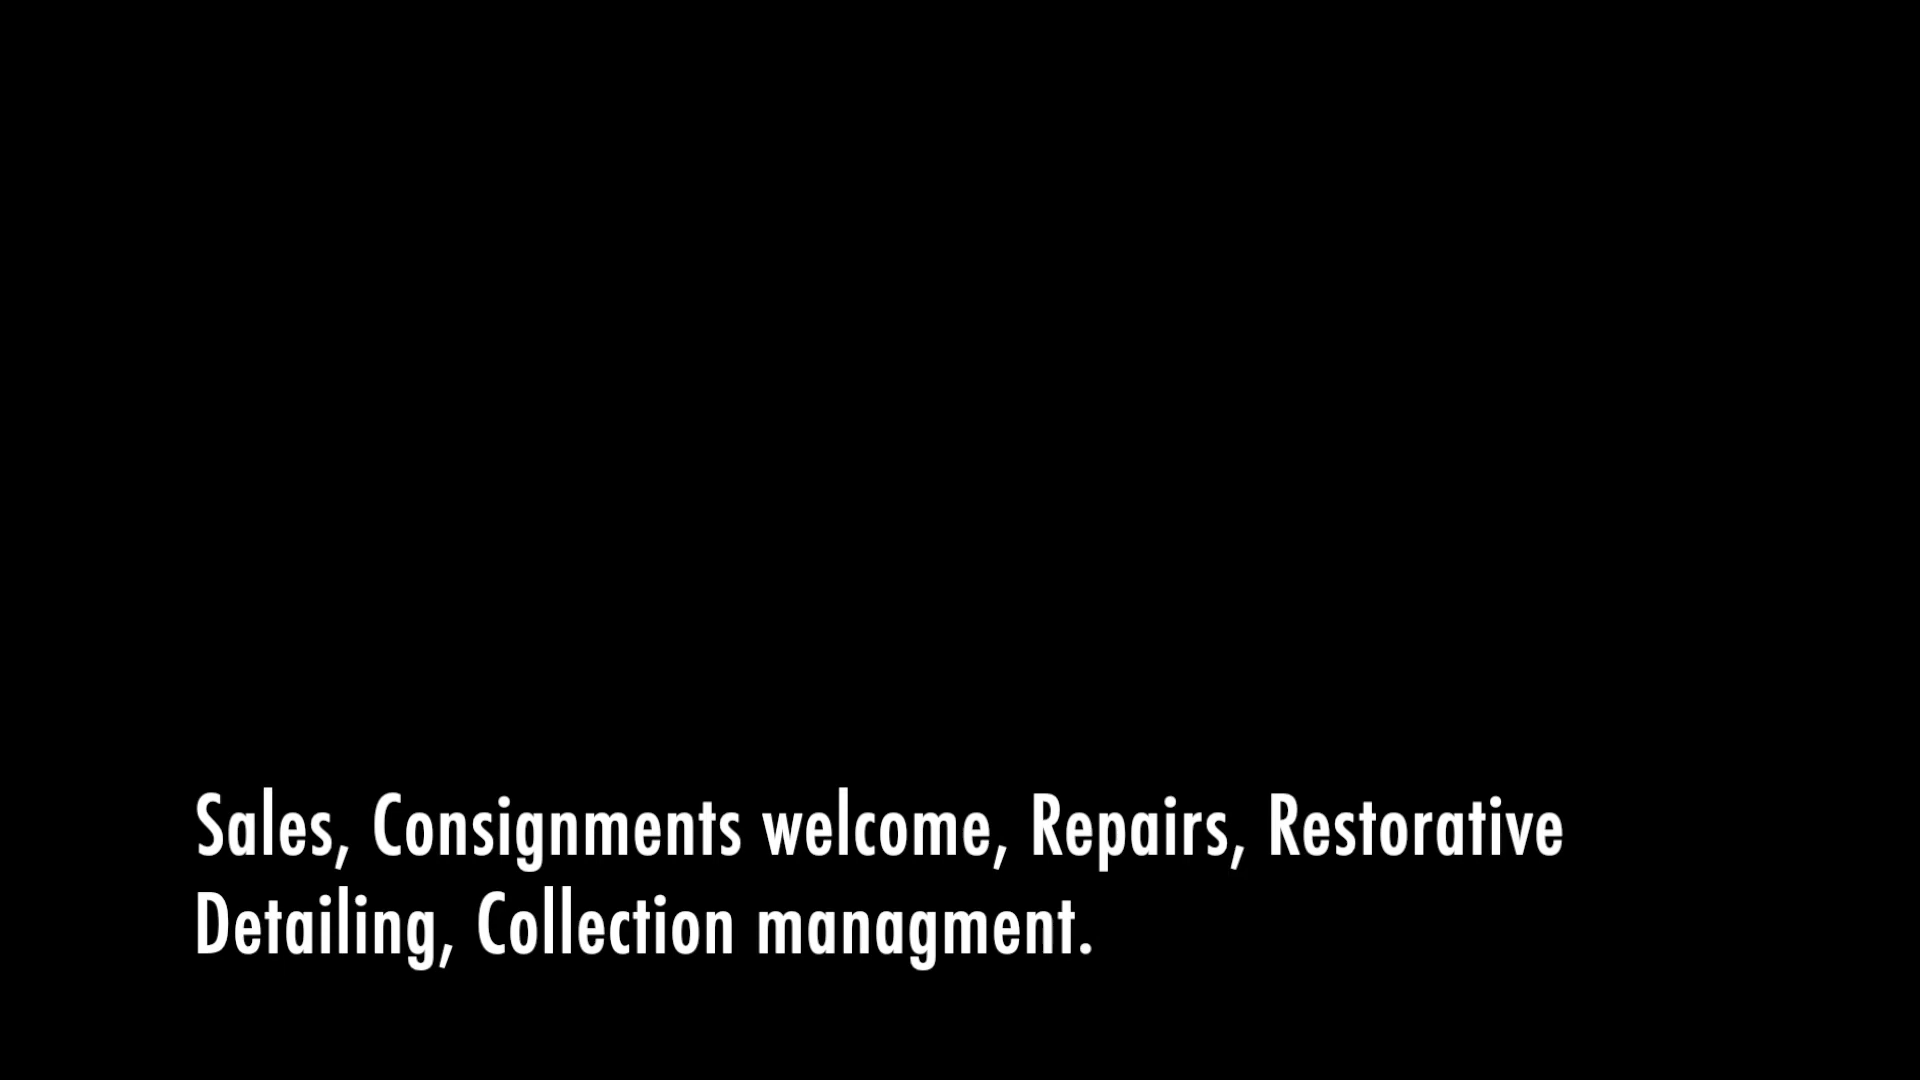 Sales, Consignments welcome, Repairs, Restorative
Detailing, Collection managment.